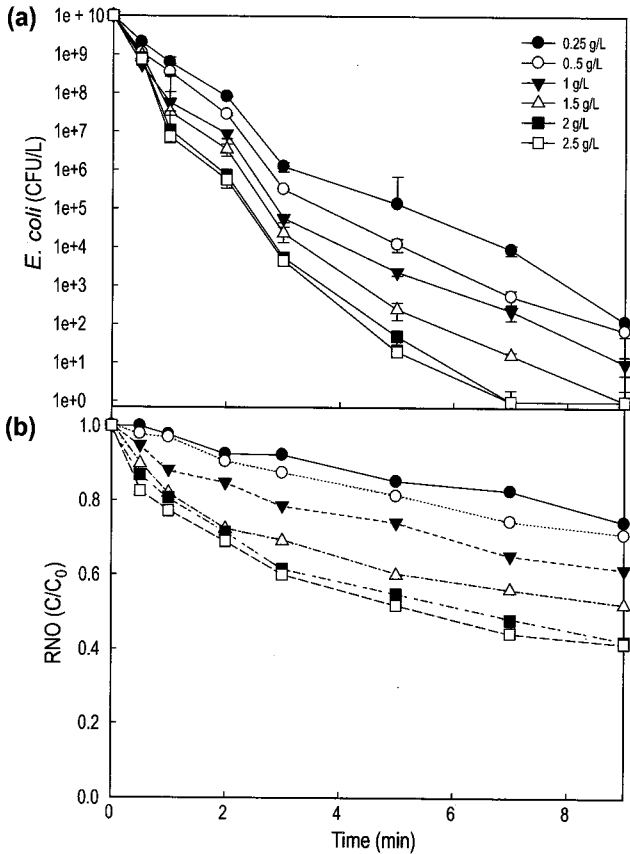 (a)
1e + 10
1e+9
1e+8
1e+7
1e+6
1e+5
1e+4
1e+3
1e+2
1e+1
1e+0
E. coli (CFU/L)
0.25 g/L
0..5 g/L
1 g/L
1.5 g/L
2 g/L
2.5 g/L
(b)
1.0
0.8
0.6
0.4
0.2
0.0
RNO (C/C₀)
0 2 4 6 8
Time (min)